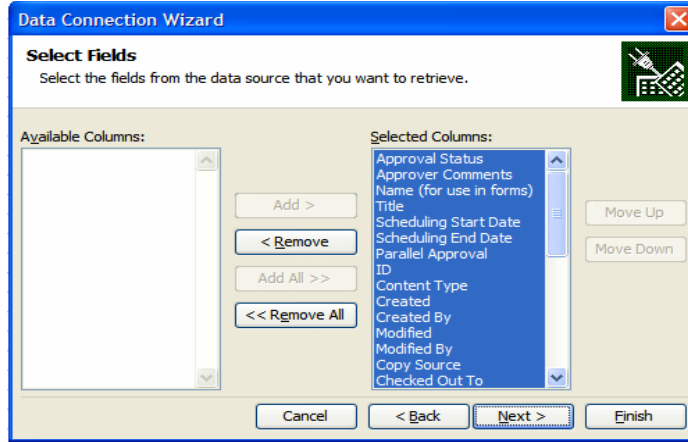 Data Connection Wizard
Select Fields
Select the fields from the data source that you want to retrieve.
Available Columns:
Selected Columns:
Approval Status
Approver Comments
Name (for use in forms)
Title
Scheduling Start Date
Scheduling End Date
Parallel Approval
ID
Content Type
Created
Created By
Modified
Modified By
Copy Source
Checked Out To
Add >
< Remove
Add All >>
<< Remove All
Move Up
Move Down
Cancel
< Back
Next >
Finish